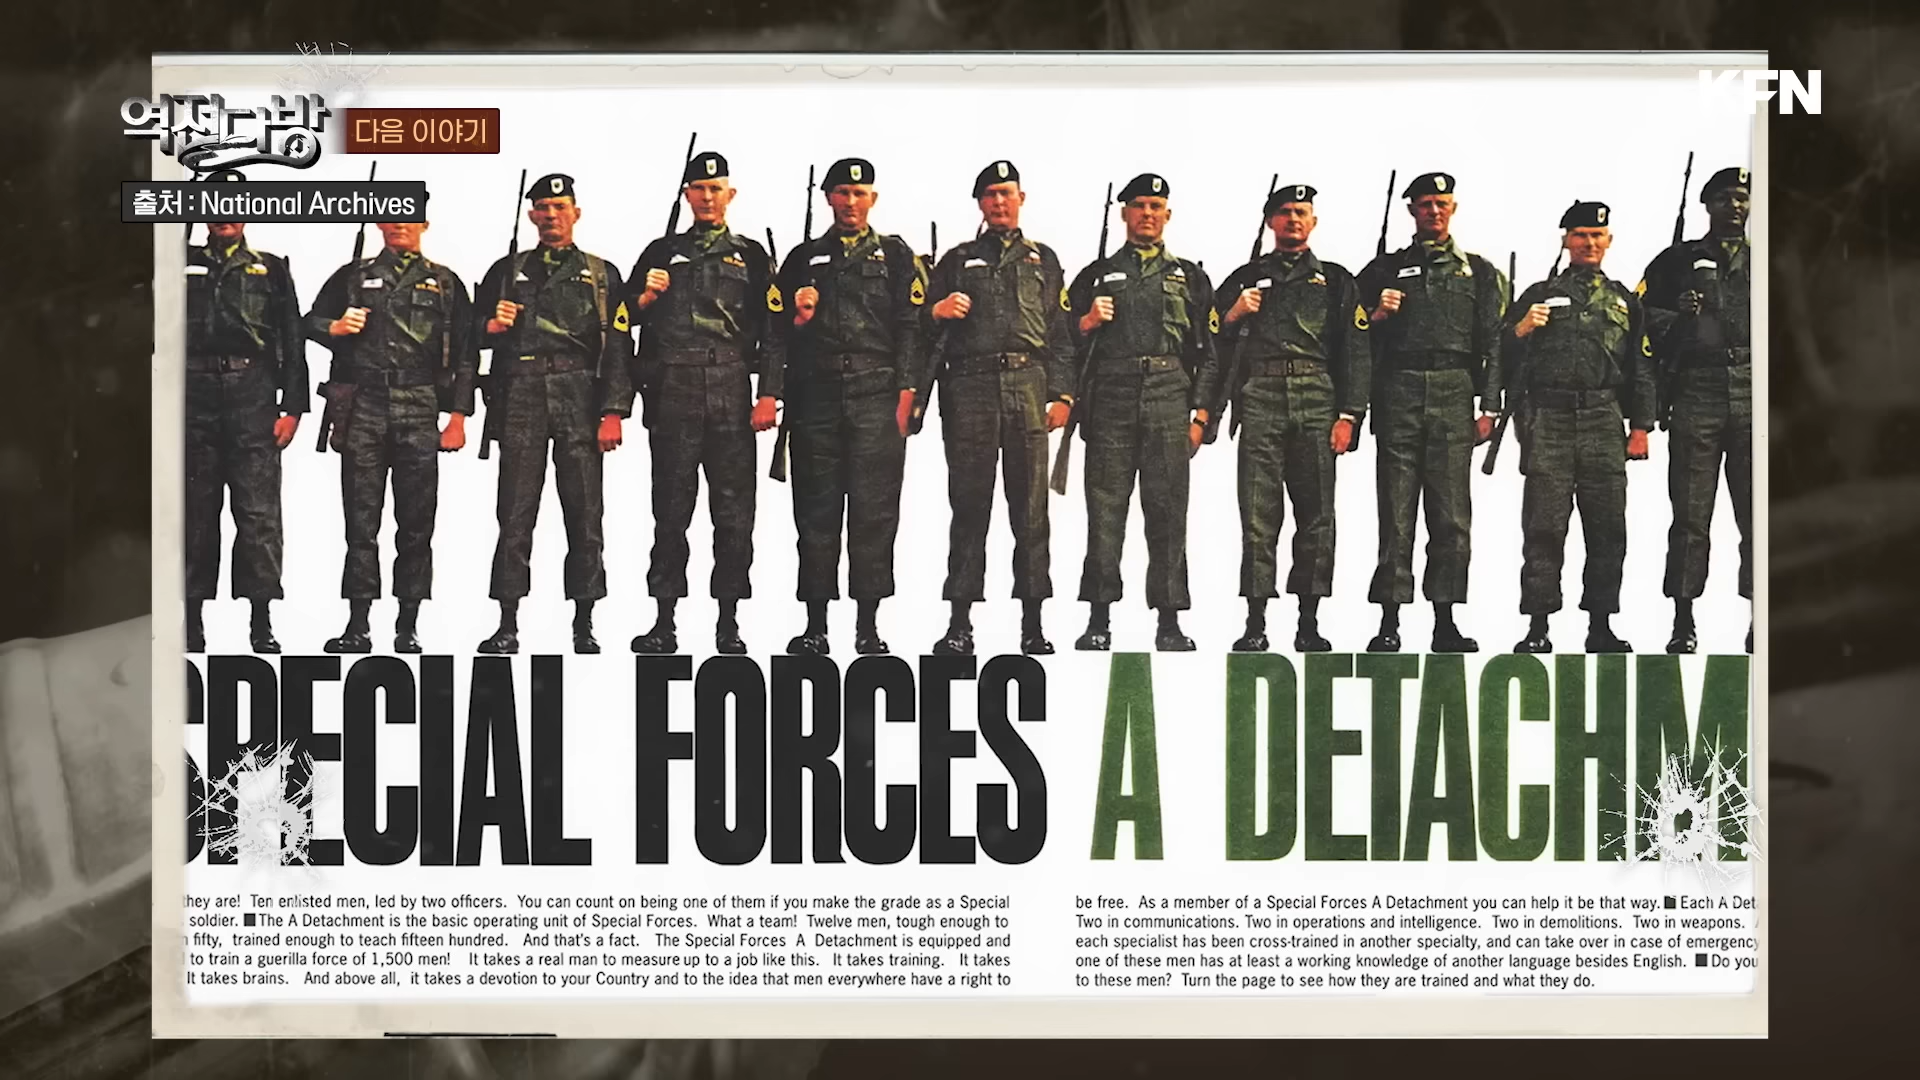 역전다방
다음 이야기
KFN
출처 : National Archives
SPECIAL FORCES A DETACHM
they are! Ten enlisted men, led by two officers. You can count on being one of them if you make the grade as a Special
soldier. ■The A Detachment is the basic operating unit of Special Forces. What a team! Twelve men, tough enough to
fifty, trained enough to teach fifteen hundred. And that's a fact. The Special Forces A Detachment is equipped and
to train a guerilla force of 1,500 men! It takes a real man to measure up to a job like this. It takes training. It takes
It takes brains. And above all, it takes a devotion to your Country and to the idea that men everywhere have a right to
be free. As a member of a Special Forces A Detachment you can help it be that way. ■ Each A Det
Two in communications. Two in operations and intelligence. Two in demolitions. Two in weapons.
each specialist has been cross-trained in another specialty, and can take over in case of emergency
one of these men has at least a working knowledge of another language besides English. ■ Do you
to these men? Turn the page to see how they are trained and what they do.